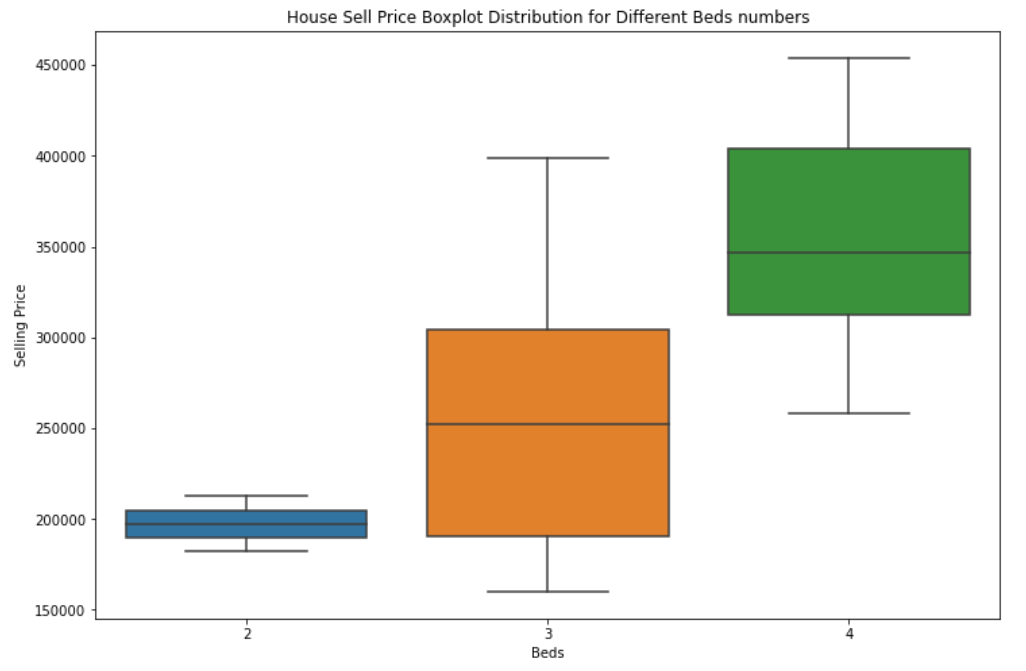 House Sell Price Boxplot Distribution for Different Beds numbers
450000
400000
350000
300000
250000
200000
150000
Selling Price
2 3 4
Beds